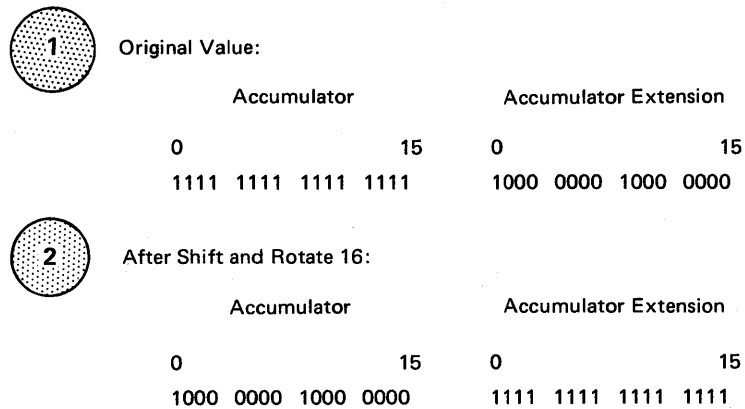 1 Original Value:
Accumulator Accumulator Extension
0 15 0 15
1111 1111 1111 1111 1000 0000 1000 0000
2 After Shift and Rotate 16:
Accumulator Accumulator Extension
0 15 0 15
1000 0000 1000 0000 1111 1111 1111 1111